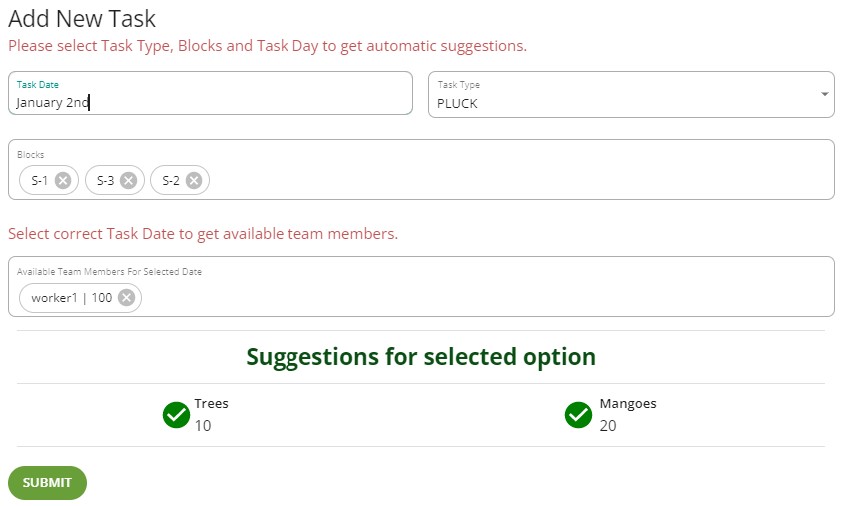 Add New Task
Please select Task Type, Blocks and Task Day to get automatic suggestions.
Task Date
January 2nd
Task Type
PLUCK
Blocks
S-1 S-3 S-2
Select correct Task Date to get available team members.
Available Team Members For Selected Date
worker1 | 100
Suggestions for selected option
Trees
10
Mangoes
20
SUBMIT